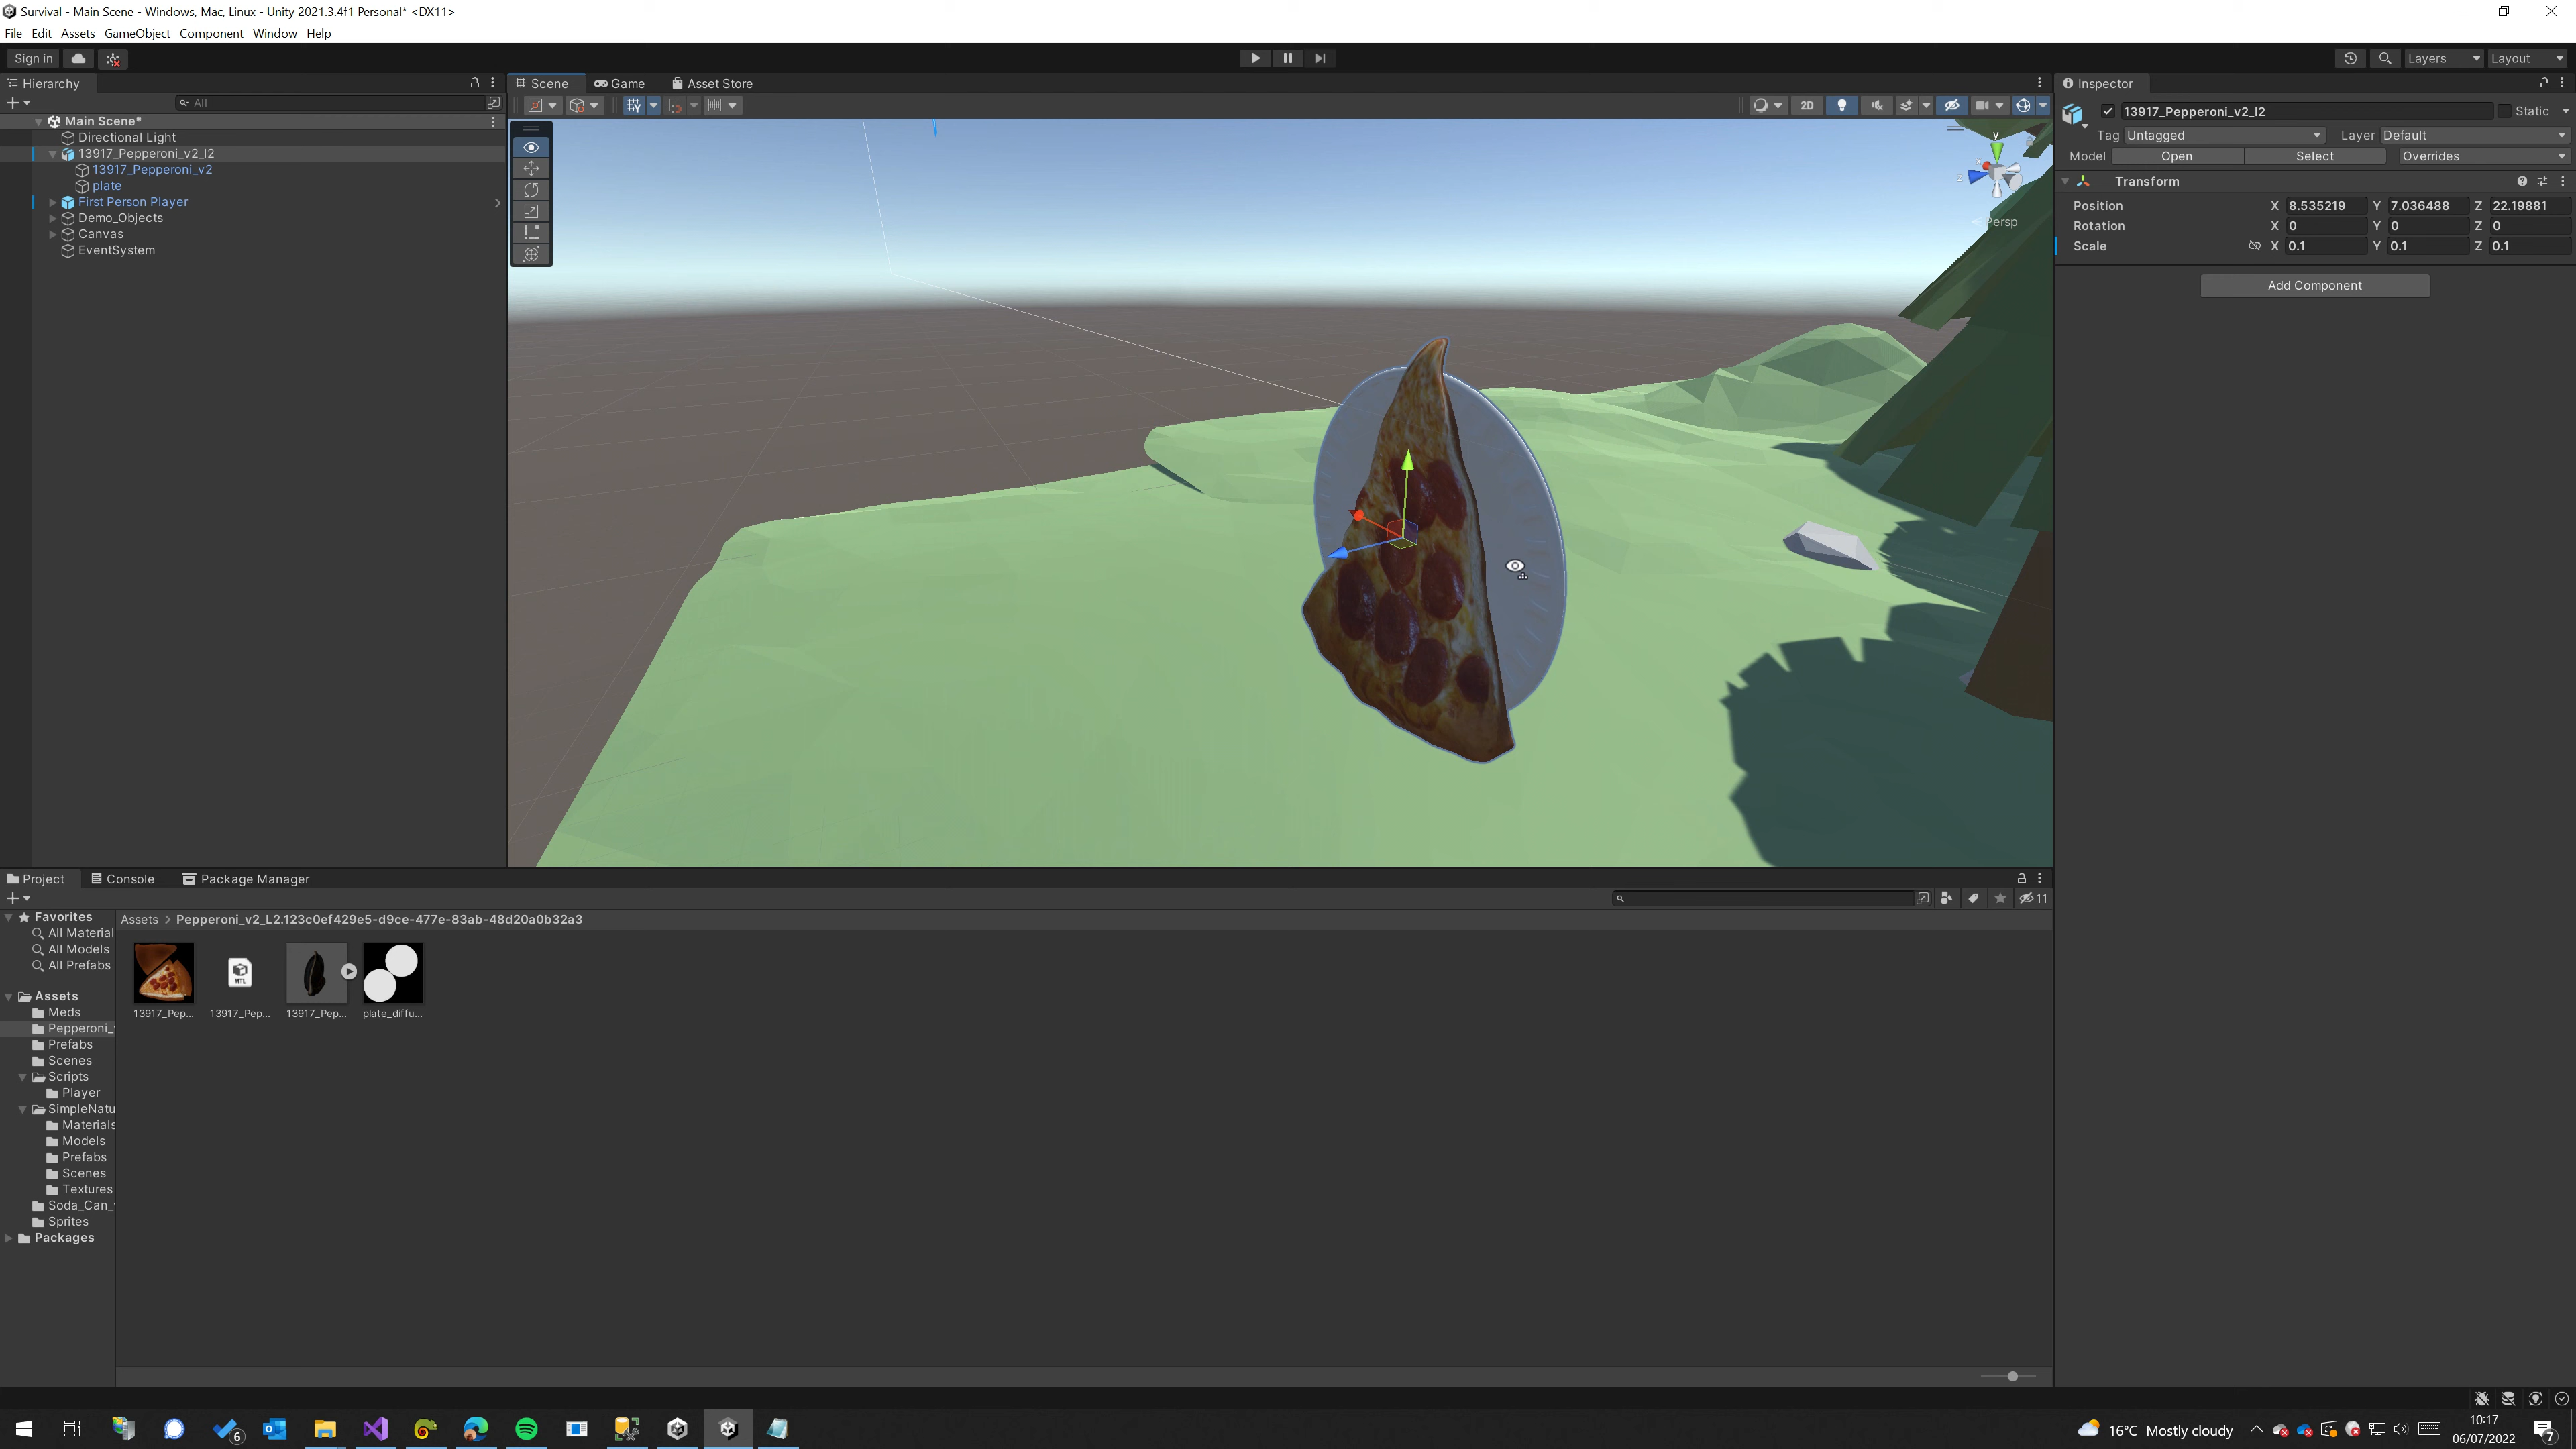 Survival - Main Scene - Windows, Mac, Linux - Unity 2021.3.4f1 Personal* <DX11>
File Edit Assets GameObject Component Window Help
Sign in
Layers
Layout
Hierarchy
All
Main Scene*
Directional Light
13917_Pepperoni_v2_l2
13917_Pepperoni_v2
plate
First Person Player
Demo_Objects
Canvas
EventSystem
Scene Game Asset Store
2D
y
Persp
Inspector
13917_Pepperoni_v2_l2
Static
Tag Untagged Layer Default
Model Open Select Overrides
Transform
Position X 8.535219 Y 7.036488 Z 22.19881
Rotation X 0 Y 0 Z 0
Scale X 0.1 Y 0.1 Z 0.1
Add Component
Project Console Package Manager
11
Favorites
All Material
All Models
All Prefabs
Assets
Meds
Pepperoni_v
Prefabs
Scenes
Scripts
Player
SimpleNatu
Materials
Models
Prefabs
Scenes
Textures
Soda_Can_v
Sprites
Packages
Assets > Pepperoni_v2_L2.123c0ef429e5-d9ce-477e-83ab-48d20a0b32a3
MTL
13917_Pep... 13917_Pep... 13917_Pep... plate_diffu...
6
16°C Mostly cloudy
10:17
06/07/2022
7